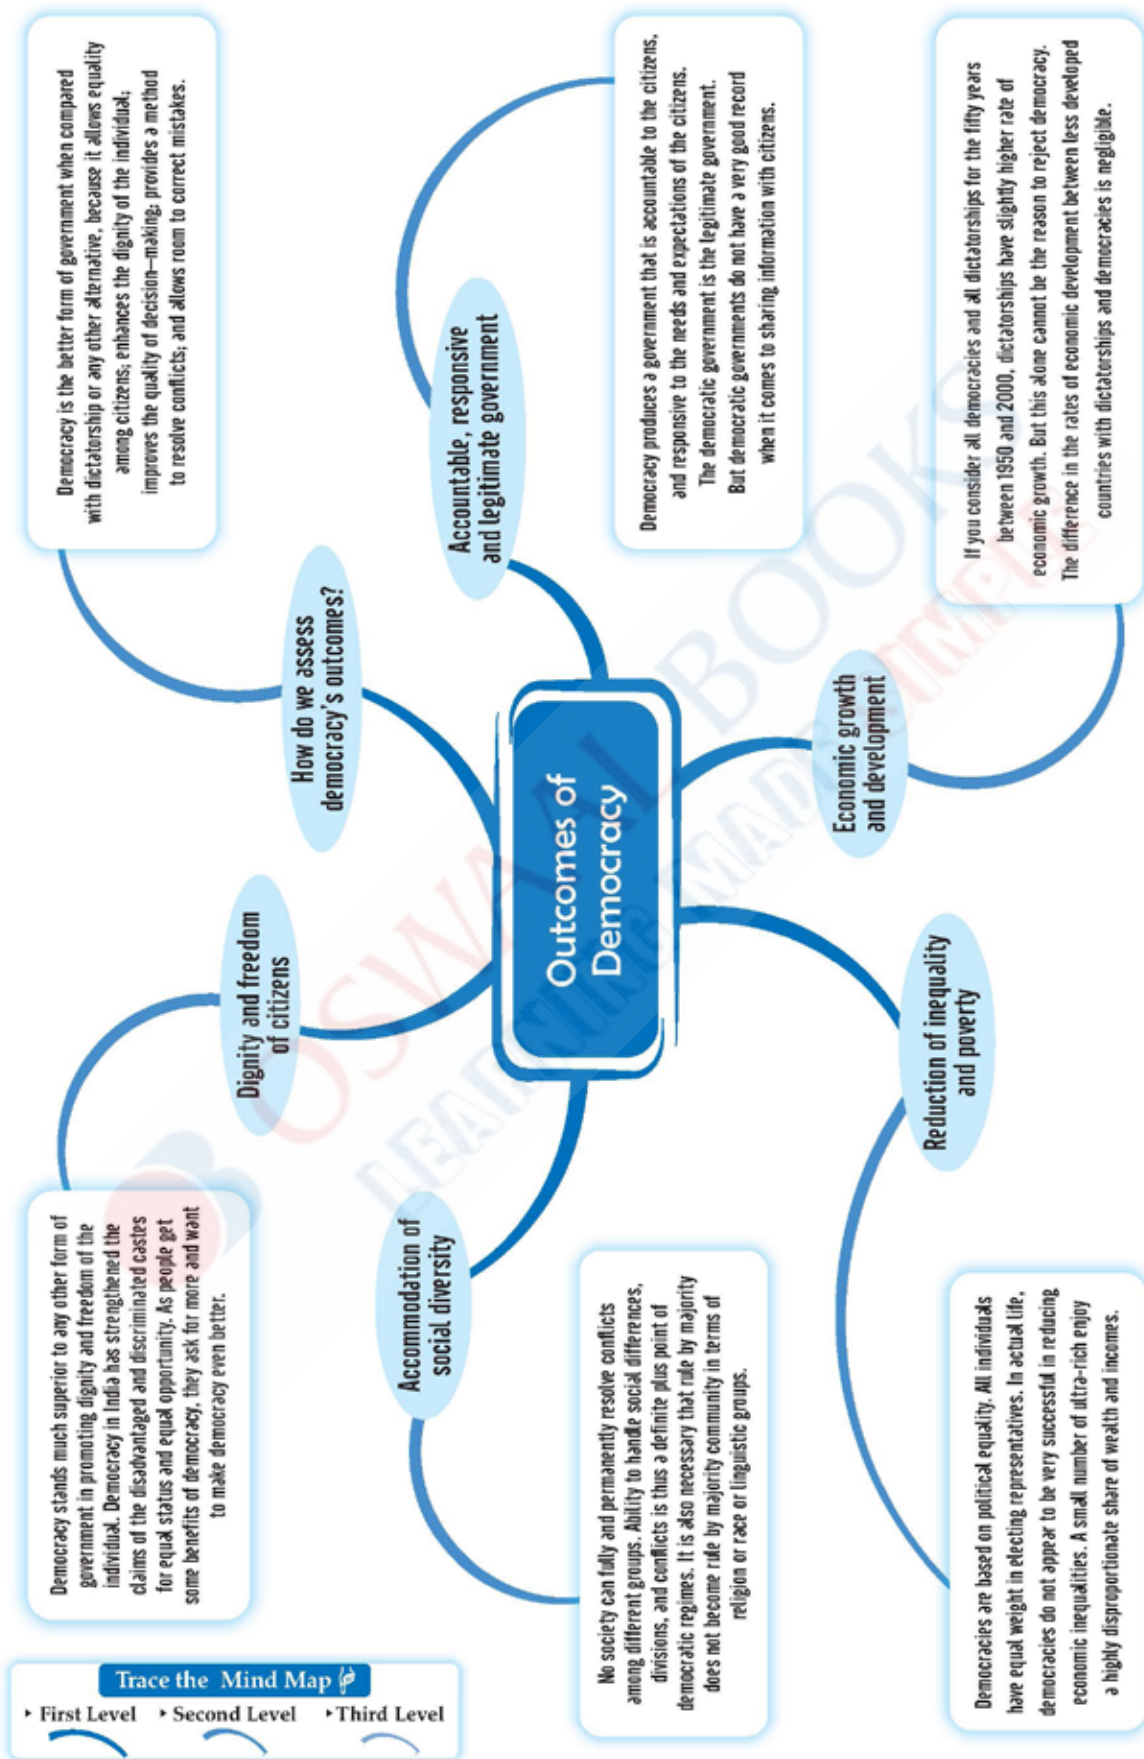 Outcomes of
Democracy
How do we assess
democracy's outcomes?
Democracy is the better form of government when compared
with dictatorship or any other alternative, because it allows equality
among citizens; enhances the dignity of the individual;
improves the quality of decision–making; provides a method
to resolve conflicts; and allows room to correct mistakes.
Accountable, responsive
and legitimate government
Democracy produces a government that is accountable to the citizens,
and responsive to the needs and expectations of the citizens.
The democratic government is the legitimate government.
But democratic governments do not have a very good record
when it comes to sharing information with citizens.
Economic growth
and development
If you consider all democracies and all dictatorships for the fifty years
between 1950 and 2000, dictatorships have slightly higher rate of
economic growth. But this alone cannot be the reason to reject democracy.
The difference in the rates of economic development between less developed
countries with dictatorships and democracies is negligible.
Reduction of inequality
and poverty
Democracies are based on political equality. All individuals
have equal weight in electing representatives. In actual life,
democracies do not appear to be very successful in reducing
economic inequalities. A small number of ultra-rich enjoy
a highly disproportionate share of wealth and incomes.
Accommodation of
social diversity
No society can fully and permanently resolve conflicts
among different groups. Ability to handle social differences,
divisions, and conflicts is thus a definite plus point of
democratic regimes. It is also necessary that rule by majority
does not become rule by majority community in terms of
religion or race or linguistic groups.
Dignity and freedom
of citizens
Democracy stands much superior to any other form of
government in promoting dignity and freedom of the
individual. Democracy in India has strengthened the
claims of the disadvantaged and discriminated castes
for equal status and equal opportunity. As people get
some benefits of democracy, they ask for more and want
to make democracy even better.
Trace the Mind Map
First Level Second Level Third Level
OSWAAL BOOKS
LEARNING MADE SIMPLE